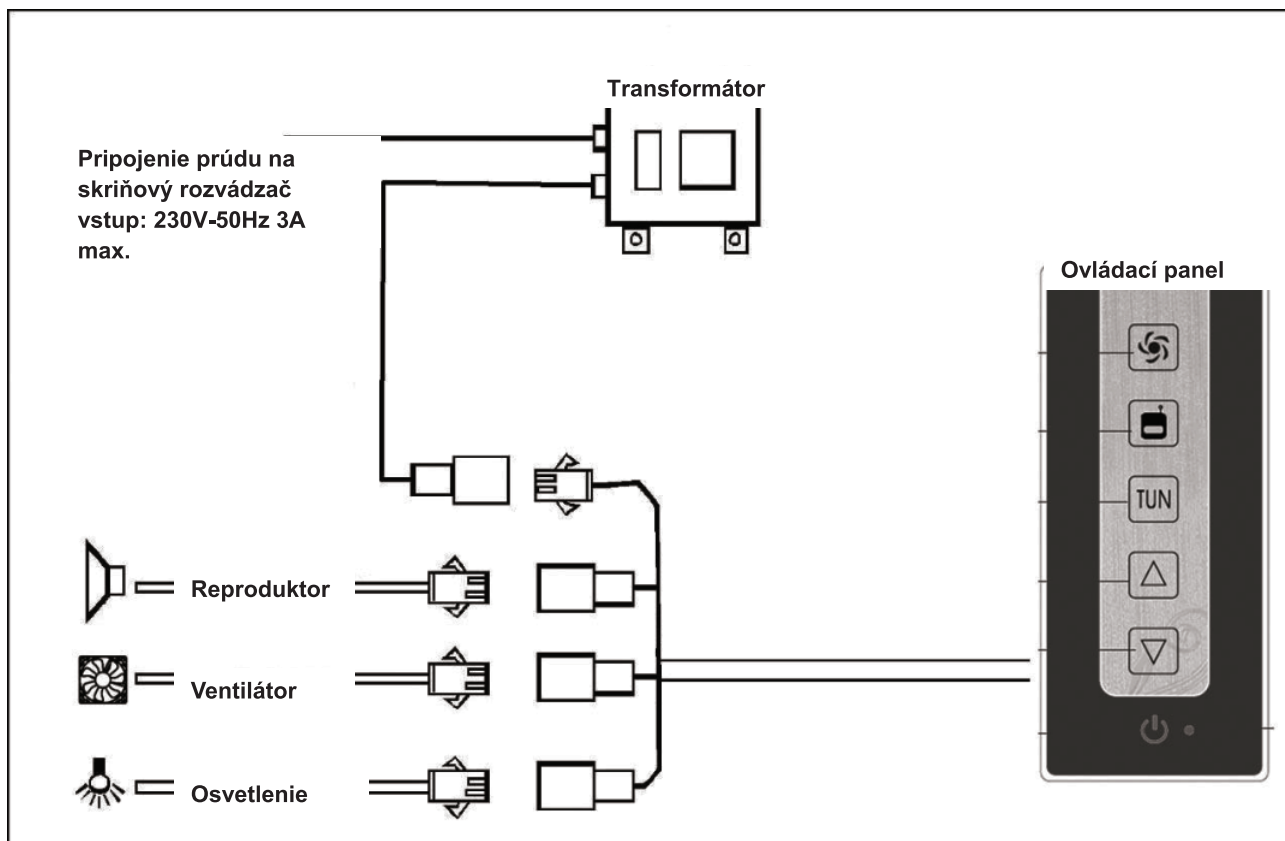 Transformátor
Pripojenie prúdu na
skriňový rozvádzač
vstup: 230V-50Hz 3A
max.
Ovládací panel
TUN
Reproduktor
Ventilátor
Osvetlenie